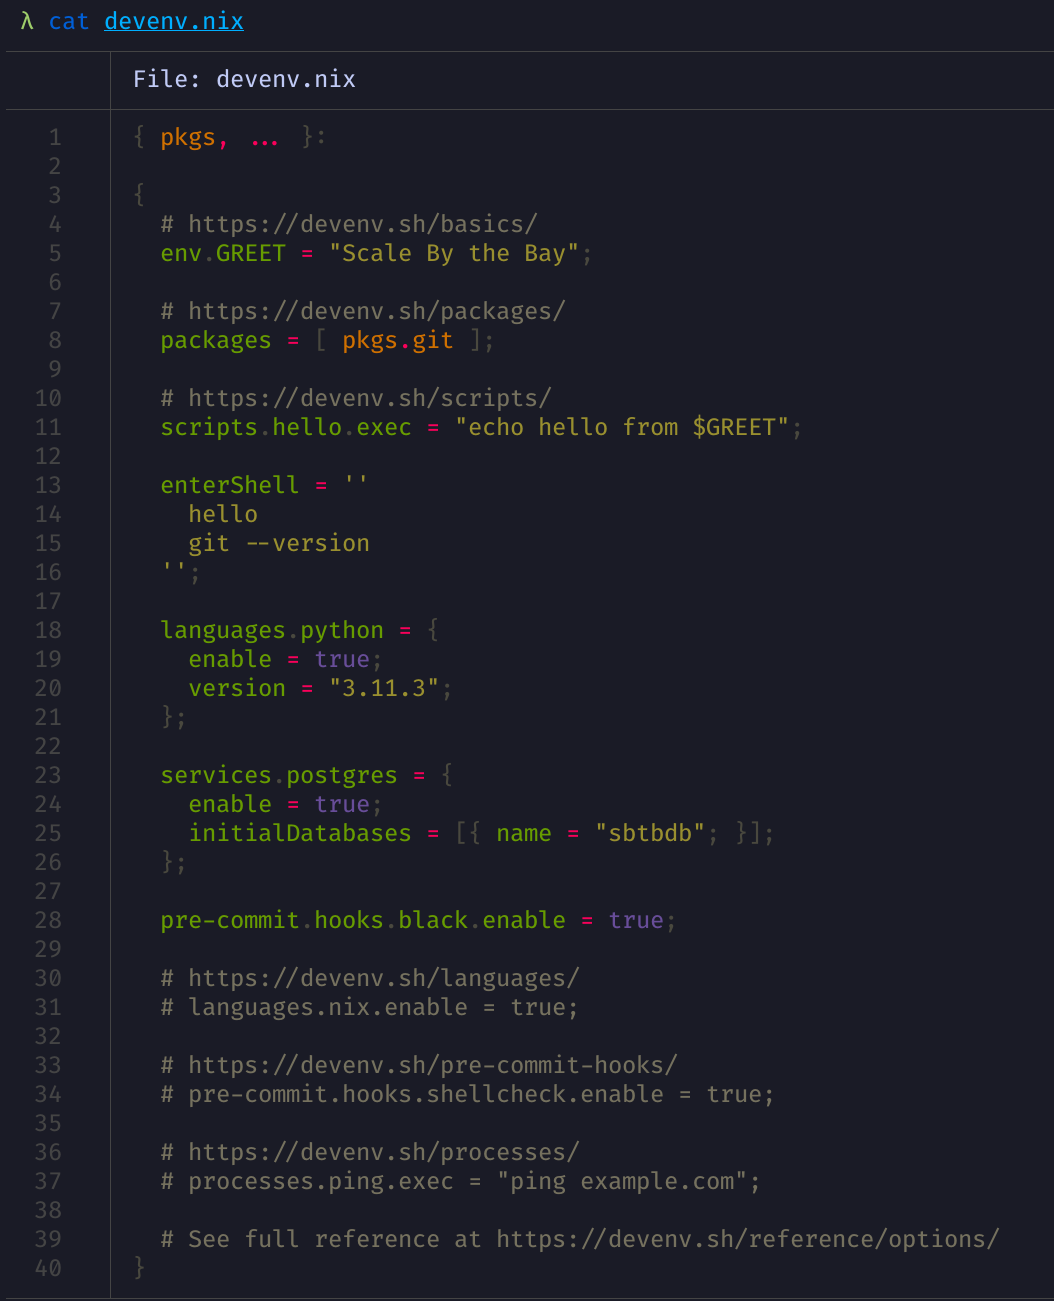 λ cat devenv.nix
File: devenv.nix
1 { pkgs, ... }:
2
3 {
4   # https://devenv.sh/basics/
5   env.GREET = "Scale By the Bay";
6
7   # https://devenv.sh/packages/
8   packages = [ pkgs.git ];
9
10   # https://devenv.sh/scripts/
11   scripts.hello.exec = "echo hello from $GREET";
12
13   enterShell = ''
14     hello
15     git --version
16   '';
17
18   languages.python = {
19     enable = true;
20     version = "3.11.3";
21   };
22
23   services.postgres = {
24     enable = true;
25     initialDatabases = [{ name = "sbtbdb"; }];
26   };
27
28   pre-commit.hooks.black.enable = true;
29
30   # https://devenv.sh/languages/
31   # languages.nix.enable = true;
32
33   # https://devenv.sh/pre-commit-hooks/
34   # pre-commit.hooks.shellcheck.enable = true;
35
36   # https://devenv.sh/processes/
37   # processes.ping.exec = "ping example.com";
38
39   # See full reference at https://devenv.sh/reference/options/
40 }